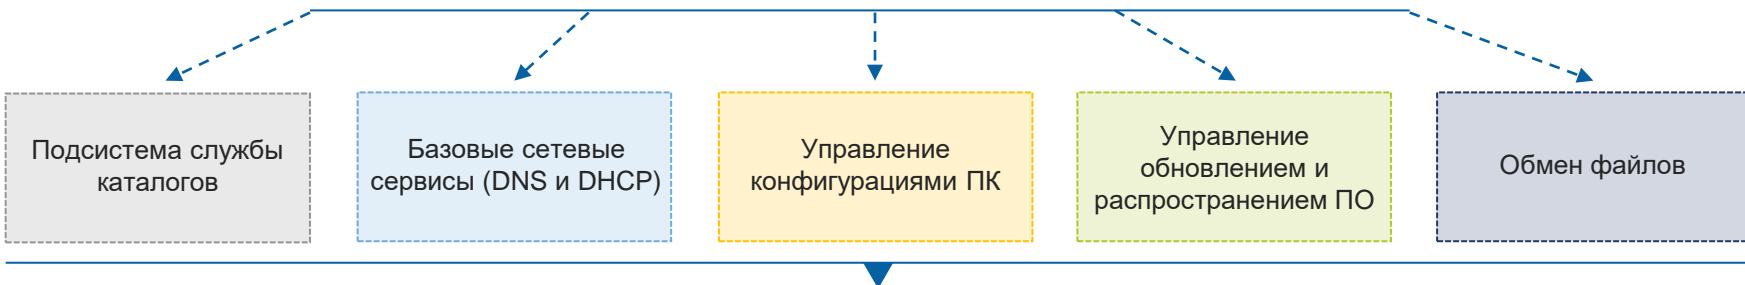 Подсистема службы
каталогов
Базовые сетевые
сервисы (DNS и DHCP)
Управление
конфигурациями ПК
Управление
обновлением и
распространением ПО
Обмен файлов